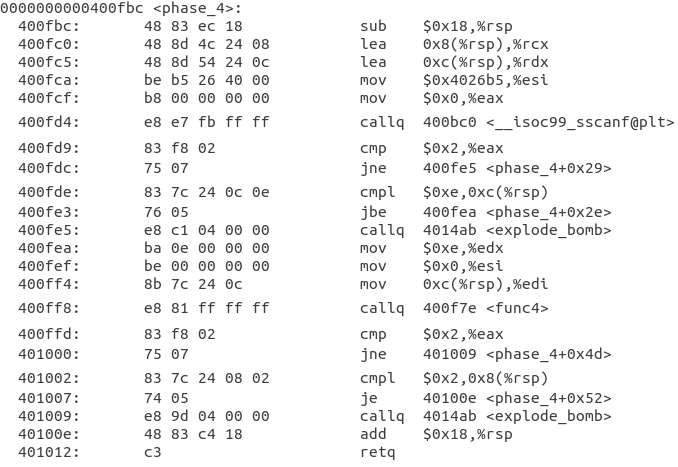 0000000000400fbc <phase_4>:
400fbc: 48 83 ec 18 sub $0x18,%rsp
400fc0: 48 8d 4c 24 08 lea 0x8(%rsp),%rcx
400fc5: 48 8d 54 24 0c lea 0xc(%rsp),%rdx
400fca: be b5 26 40 00 mov $0x4026b5,%esi
400fcf: b8 00 00 00 00 mov $0x0,%eax
400fd4: e8 e7 fb ff ff callq 400bc0 <__isoc99_sscanf@plt>
400fd9: 83 f8 02 cmp $0x2,%eax
400fdc: 75 07 jne 400fe5 <phase_4+0x29>
400fde: 83 7c 24 0c 0e cmpl $0xe,0xc(%rsp)
400fe3: 76 05 jbe 400fea <phase_4+0x2e>
400fe5: e8 c1 04 00 00 callq 4014ab <explode_bomb>
400fea: ba 0e 00 00 00 mov $0xe,%edx
400fef: be 00 00 00 00 mov $0x0,%esi
400ff4: 8b 7c 24 0c mov 0xc(%rsp),%edi
400ff8: e8 81 ff ff ff callq 400f7e <func4>
400ffd: 83 f8 02 cmp $0x2,%eax
401000: 75 07 jne 401009 <phase_4+0x4d>
401002: 83 7c 24 08 02 cmpl $0x2,0x8(%rsp)
401007: 74 05 je 40100e <phase_4+0x52>
401009: e8 9d 04 00 00 callq 4014ab <explode_bomb>
40100e: 48 83 c4 18 add $0x18,%rsp
401012: c3 retq